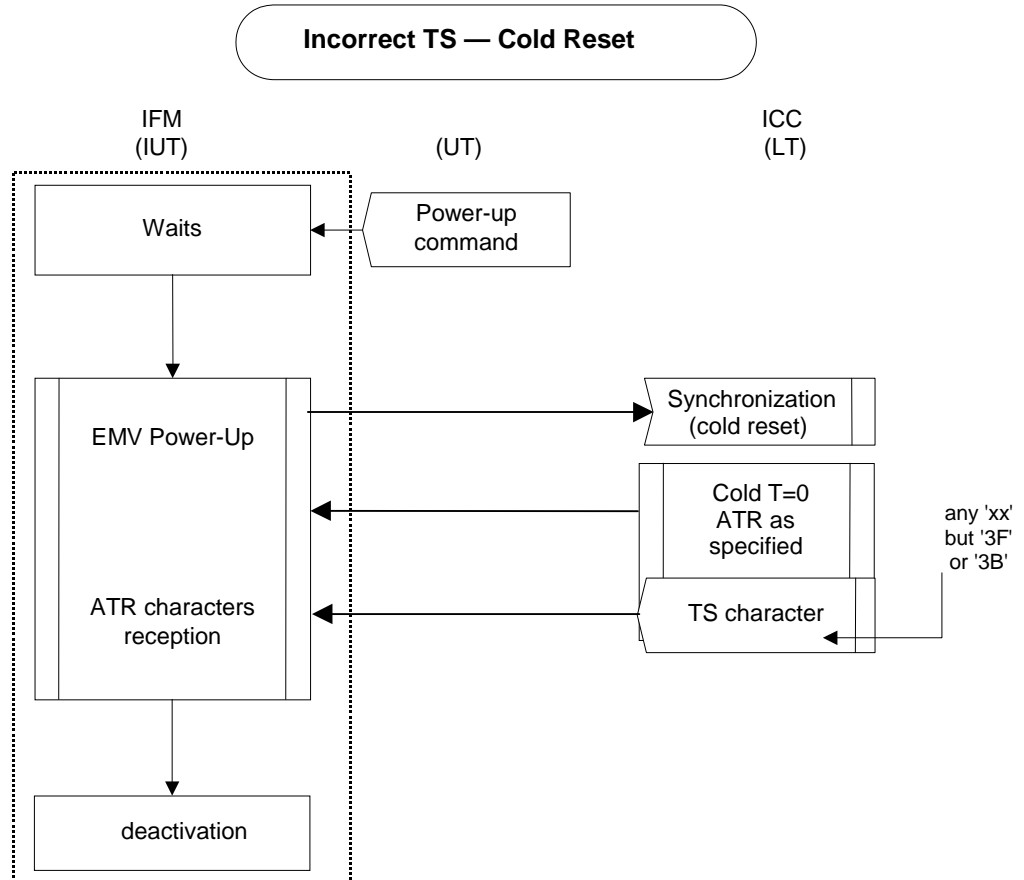 Incorrect TS — Cold Reset
IFM
(IUT)
(UT)
ICC
(LT)
Waits
Power-up
command
EMV Power-Up
Synchronization
(cold reset)
Cold T=0
ATR as
specified
any 'xx'
but '3F'
or '3B'
ATR characters
reception
TS character
deactivation